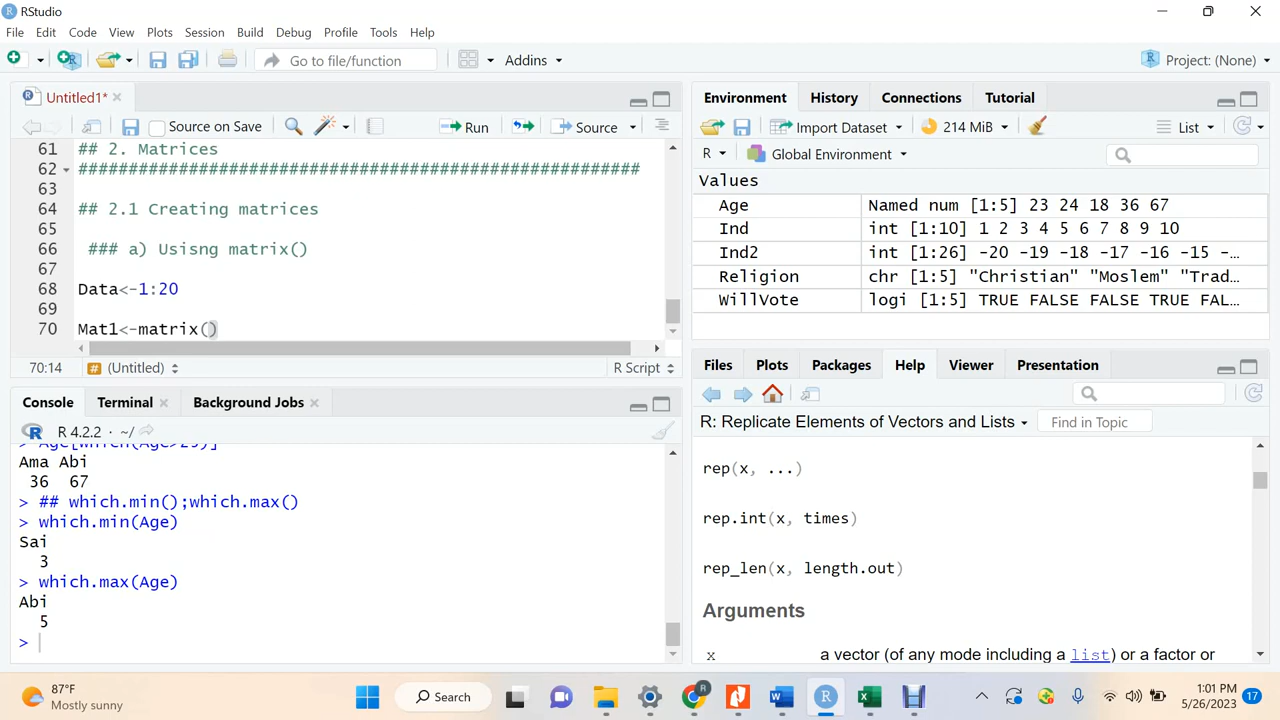 RStudio
File Edit Code View Plots Session Build Debug Profile Tools Help
Go to file/function
Addins
Project: (None)
Untitled1*
Source on Save
Run
Source
61 ## 2. Matrices
62 ########################################################
63
64 ## 2.1 Creating matrices
65
66 ### a) Usisng matrix()
67
68 Data<-1:20
69
70 Mat1<-matrix()
70:14 (Untitled) R Script
Console Terminal Background Jobs
R 4.2.2 · ~/
Ama Abi
36 67
> ## which.min();which.max()
> which.min(Age)
Sai
3
> which.max(Age)
Abi
5
>
Environment History Connections Tutorial
Import Dataset 214 MiB List
R Global Environment
Values
Age Named num [1:5] 23 24 18 36 67
Ind int [1:10] 1 2 3 4 5 6 7 8 9 10
Ind2 int [1:26] -20 -19 -18 -17 -16 -15 -…
Religion chr [1:5] "Christian" "Moslem" "Trad…
WillVote logi [1:5] TRUE FALSE FALSE TRUE FAL…
Files Plots Packages Help Viewer Presentation
R: Replicate Elements of Vectors and Lists Find in Topic
rep(x, ...)
rep.int(x, times)
rep_len(x, length.out)
Arguments
x a vector (of any mode including a list) or a factor or
87°F
Mostly sunny
Search
1:01 PM
5/26/2023
17